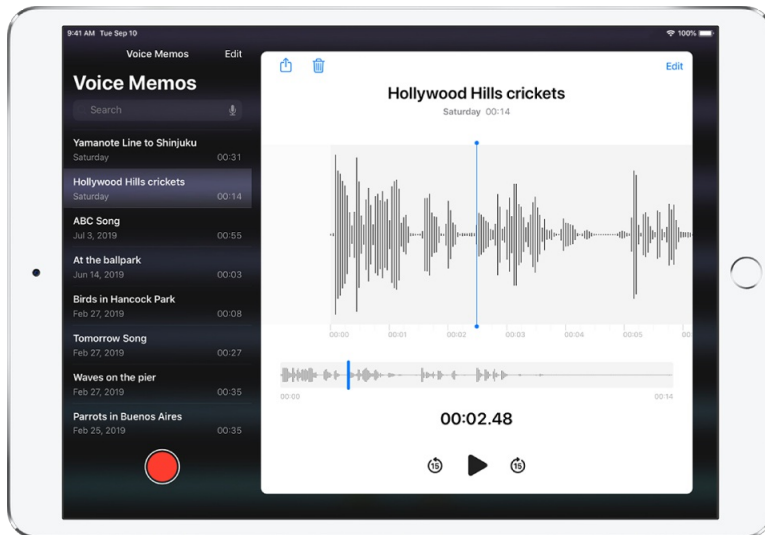 9:41 AM Tue Sep 10
100%
Voice Memos
Edit
Voice Memos
Search
Yamanote Line to Shinjuku
Saturday 00:31
Hollywood Hills crickets
Saturday 00:14
ABC Song
Jul 3, 2019 00:55
At the ballpark
Jun 14, 2019 00:03
Birds in Hancock Park
Feb 27, 2019 00:08
Tomorrow Song
Feb 27, 2019 00:27
Waves on the pier
Feb 27, 2019 00:35
Parrots in Buenos Aires
Feb 25, 2019 00:35
Edit
Hollywood Hills crickets
Saturday 00:14
00:00 00:01 00:02 00:03 00:04 00:05 00:
00:00 00:14
00:02.48
15 15